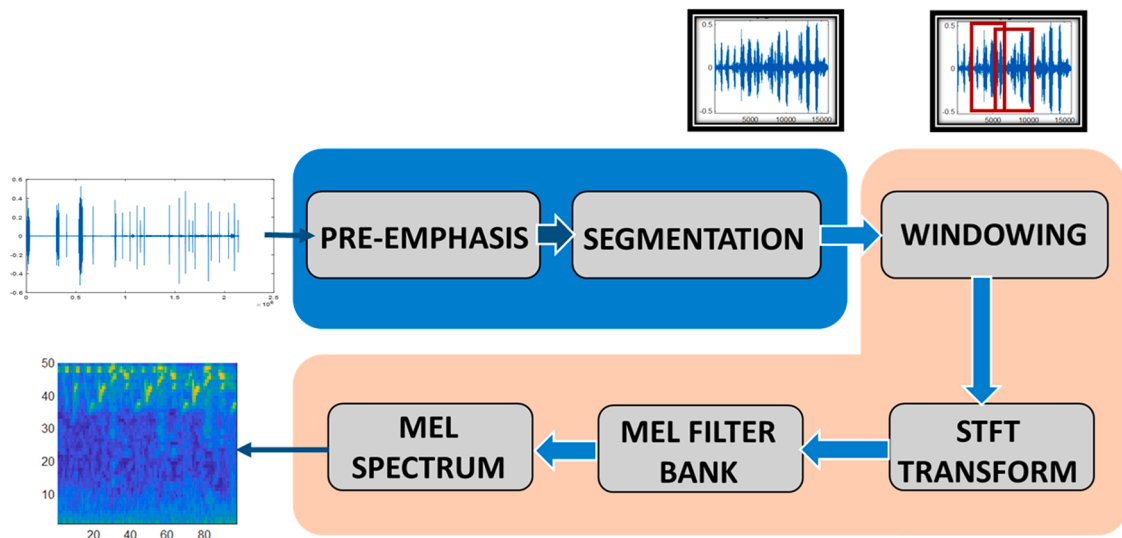 0.5
0
-0.5
5000 10000 15000
0.5
0
-0.5
5000 10000 15000
0.6
0.4
0.2
0
-0.2
-0.4
-0.6
0 0.5 1 1.5 2 2.5
× 10⁶
PRE-EMPHASIS
SEGMENTATION
WINDOWING
STFT
TRANSFORM
MEL FILTER
BANK
MEL
SPECTRUM
50
40
30
20
10
20 40 60 80